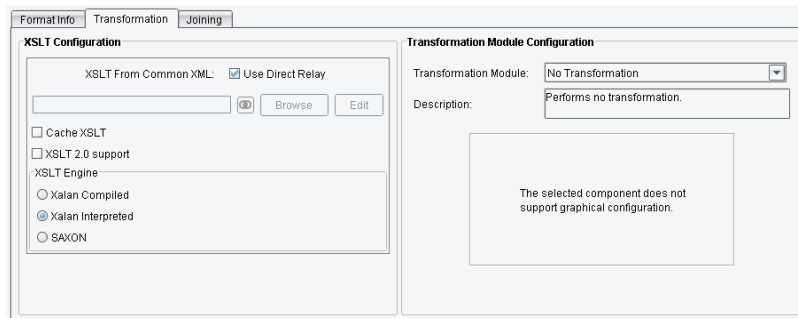 Format Info Transformation Joining
XSLT Configuration
XSLT From Common XML: Use Direct Relay
Browse Edit
Cache XSLT
XSLT 2.0 support
XSLT Engine
Xalan Compiled
Xalan Interpreted
SAXON
Transformation Module Configuration
Transformation Module: No Transformation
Description: Performs no transformation.
The selected component does not
support graphical configuration.